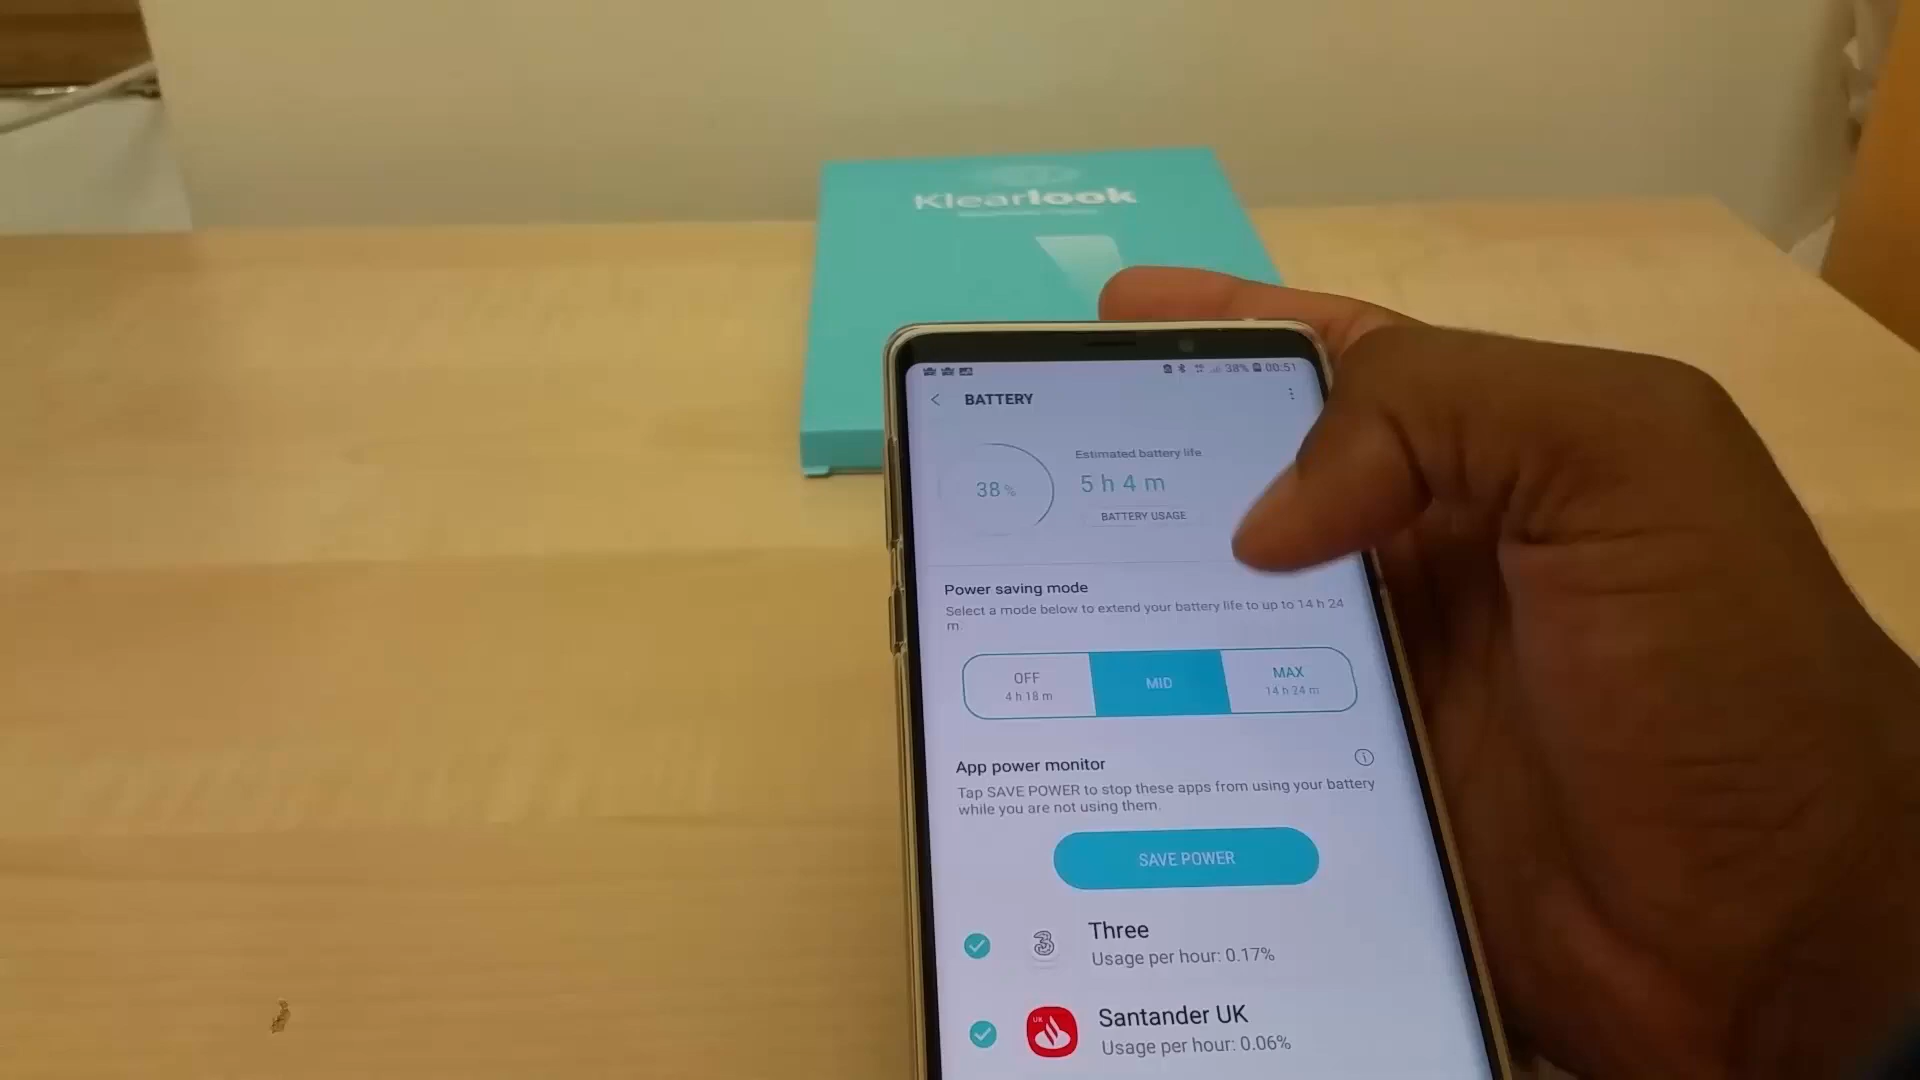 Klearlook
38% 00:51
BATTERY
38%
Estimated battery life
5 h 4 m
BATTERY USAGE
Power saving mode
Select a mode below to extend your battery life to up to 14 h 24
m.
OFF
4 h 18 m
MID
MAX
14 h 24 m
App power monitor
Tap SAVE POWER to stop these apps from using your battery
while you are not using them.
SAVE POWER
3
Three
Usage per hour: 0.17%
UK
Santander UK
Usage per hour: 0.06%